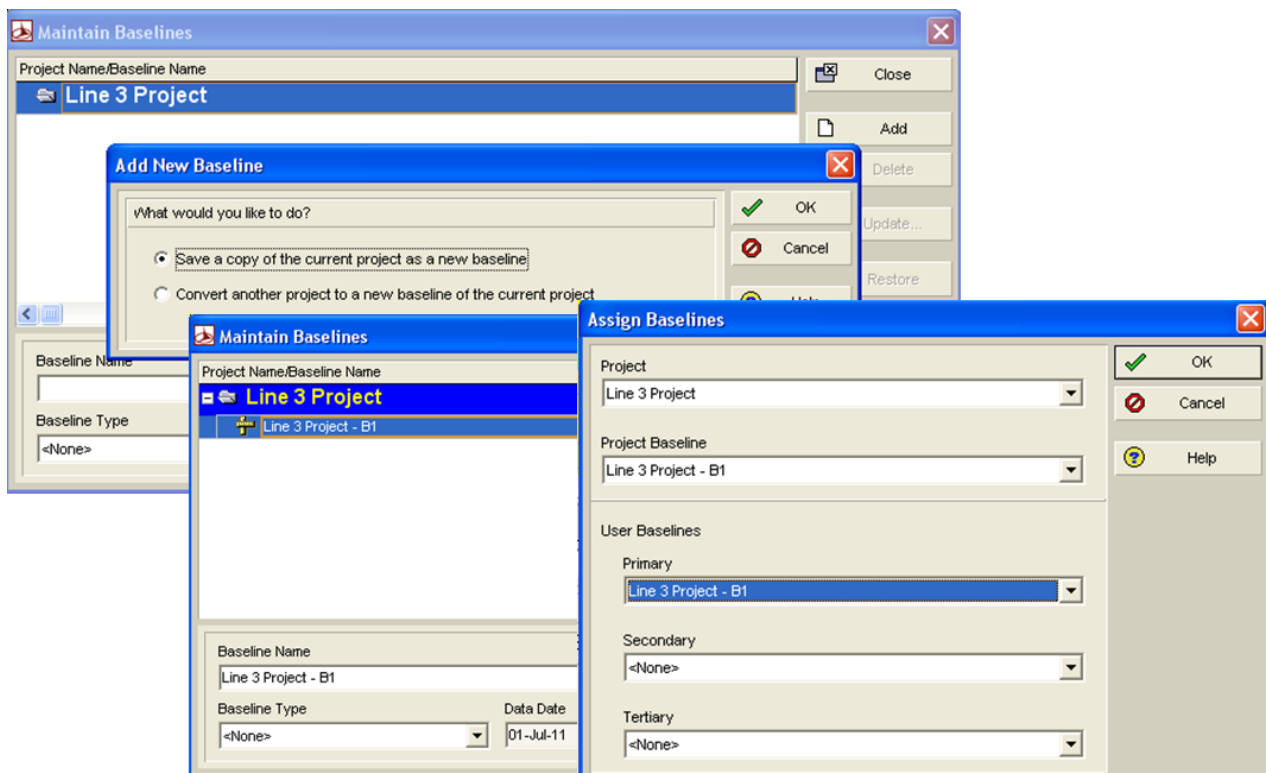 Maintain Baselines
Project Name/Baseline Name
Line 3 Project
Close
Add
Delete
Update...
Restore
Baseline Name
Baseline Type
<None>
Add New Baseline
What would you like to do?
Save a copy of the current project as a new baseline
Convert another project to a new baseline of the current project
OK
Cancel
Maintain Baselines
Project Name/Baseline Name
Line 3 Project
Line 3 Project - B1
Baseline Name
Line 3 Project - B1
Baseline Type
Data Date
<None>
01-Jul-11
Assign Baselines
Project
Line 3 Project
Project Baseline
Line 3 Project - B1
User Baselines
Primary
Line 3 Project - B1
Secondary
<None>
Tertiary
<None>
OK
Cancel
Help